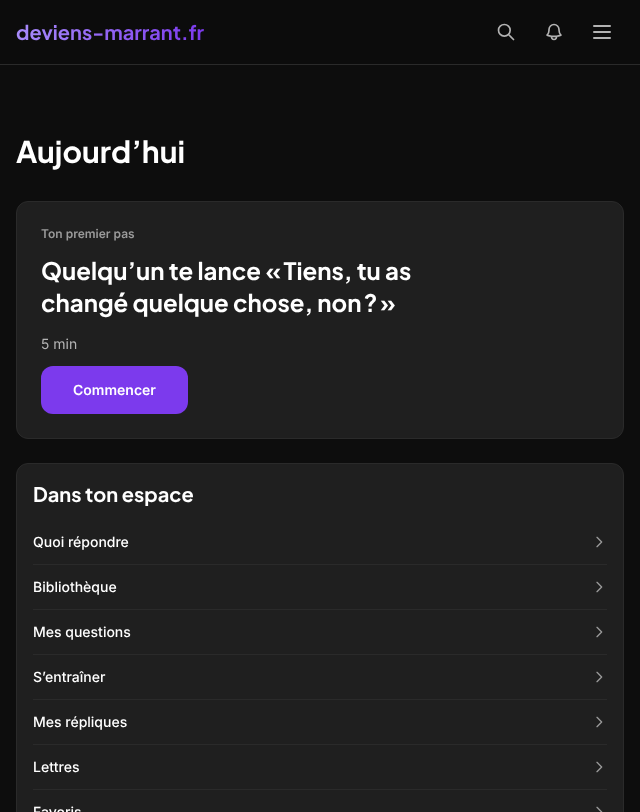 deviens-marrant.fr
Aujourd’hui
Ton premier pas
Quelqu’un te lance « Tiens, tu as
changé quelque chose, non ? »
5 min
Commencer
Dans ton espace
Quoi répondre
Bibliothèque
Mes questions
S’entraîner
Mes répliques
Lettres
Favoris